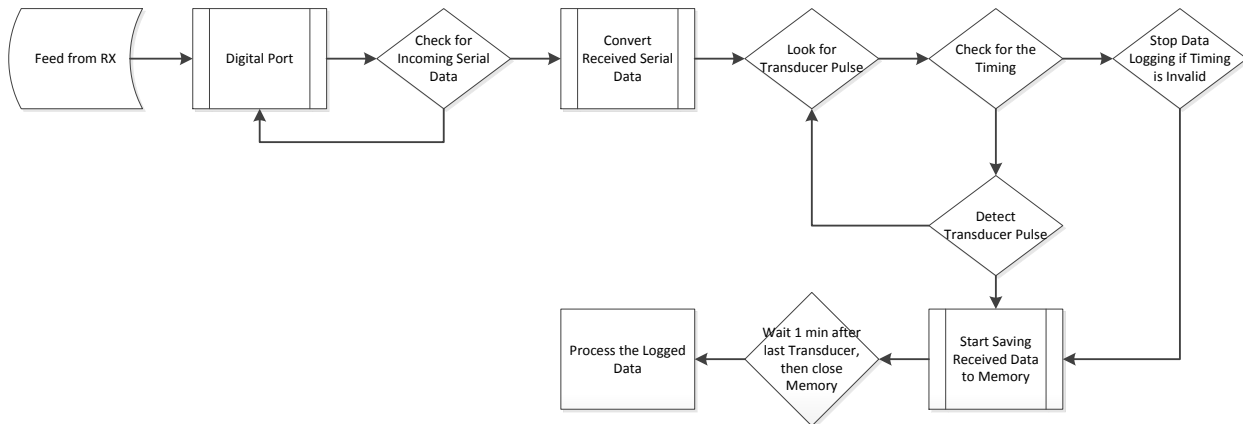 Feed from RX
Digital Port
Check for
Incoming Serial
Data
Convert
Received Serial
Data
Look for
Transducer Pulse
Check for the
Timing
Stop Data
Logging if Timing
is Invalid
Detect
Transducer Pulse
Process the Logged
Data
Wait 1 min after
last Transducer,
then close
Memory
Start Saving
Received Data
to Memory